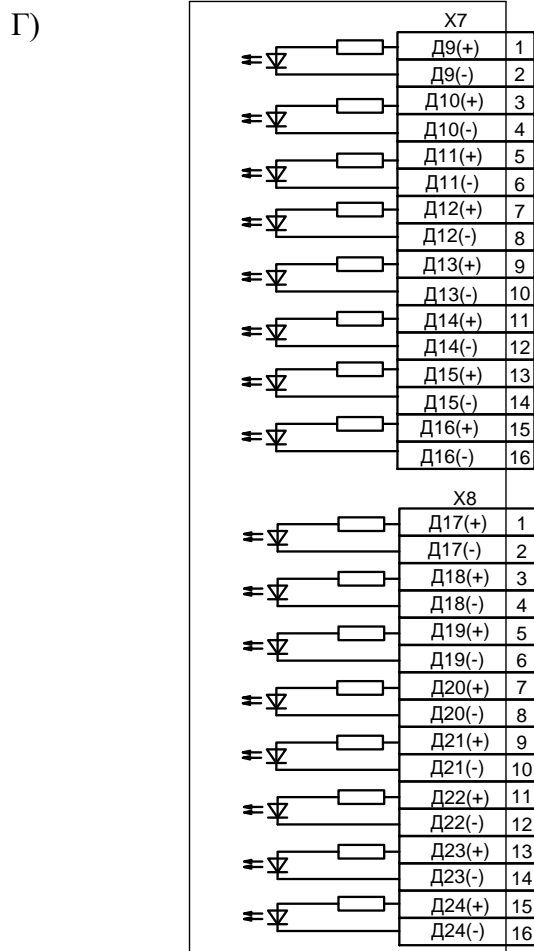 Г)
X7
Д9(+) 1
Д9(-) 2
Д10(+) 3
Д10(-) 4
Д11(+) 5
Д11(-) 6
Д12(+) 7
Д12(-) 8
Д13(+) 9
Д13(-) 10
Д14(+) 11
Д14(-) 12
Д15(+) 13
Д15(-) 14
Д16(+) 15
Д16(-) 16
X8
Д17(+) 1
Д17(-) 2
Д18(+) 3
Д18(-) 4
Д19(+) 5
Д19(-) 6
Д20(+) 7
Д20(-) 8
Д21(+) 9
Д21(-) 10
Д22(+) 11
Д22(-) 12
Д23(+) 13
Д23(-) 14
Д24(+) 15
Д24(-) 16